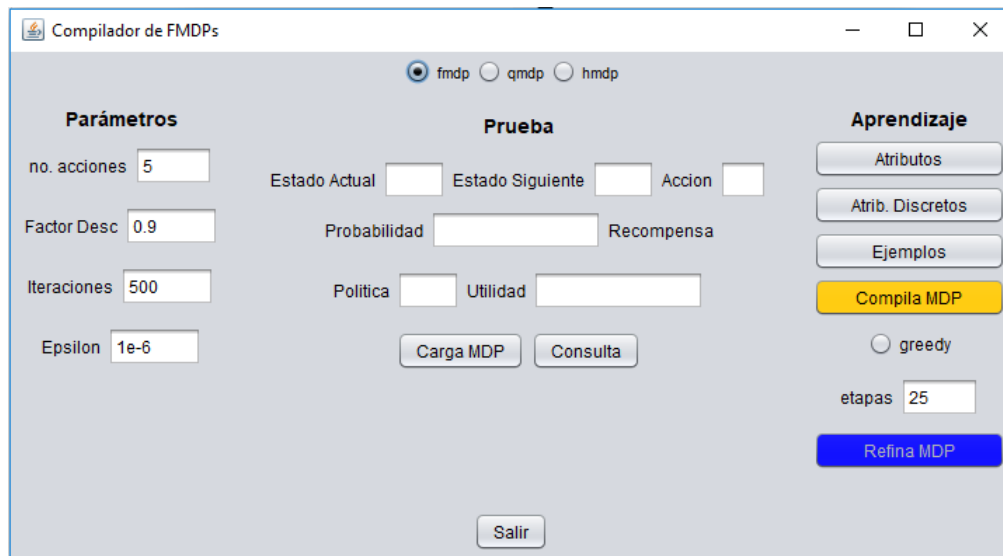 Compilador de FMDPs
fmdp qmdp hmdp
Parámetros
no. acciones 5
Factor Desc 0.9
Iteraciones 500
Epsilon 1e-6
Prueba
Estado Actual Estado Siguiente Accion
Probabilidad Recompensa
Politica Utilidad
Carga MDP Consulta
Aprendizaje
Atributos
Atrib. Discretos
Ejemplos
Compila MDP
greedy
etapas 25
Refina MDP
Salir